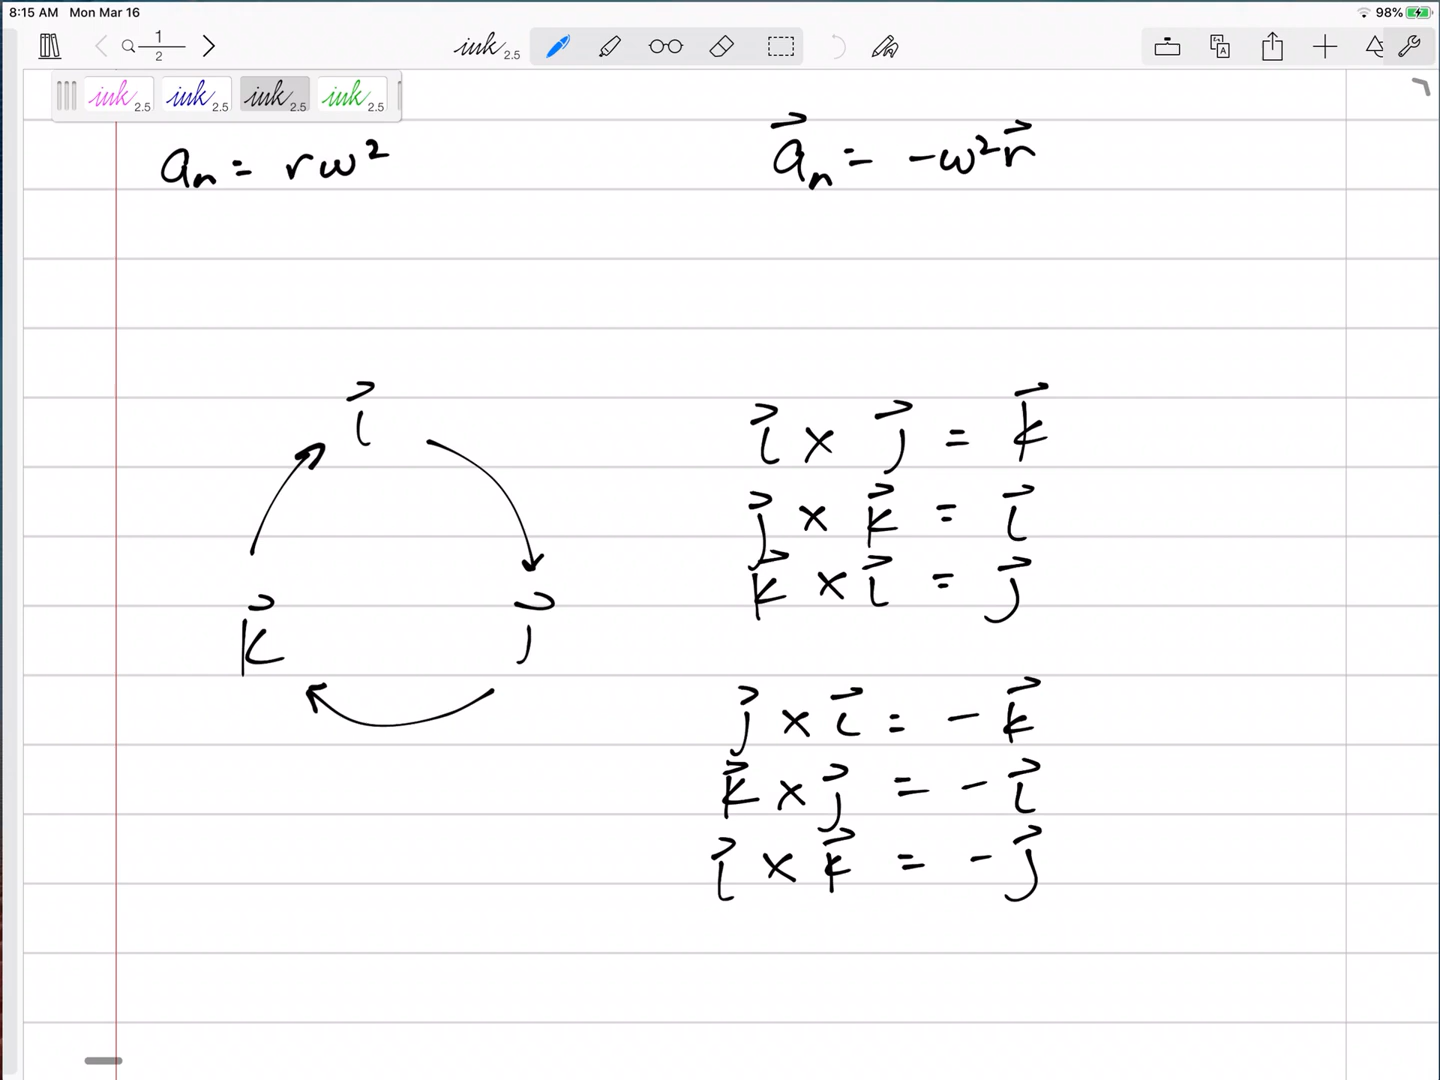 8:15 AM Mon Mar 16 98%
1/2 ink 2.5
ink 2.5 ink 2.5 ink 2.5 ink 2.5
aₙ = rω² a⃗ₙ = -ω²r⃗
i⃗
i⃗ × j⃗ = k⃗
j⃗ × k⃗ = i⃗
k⃗ × i⃗ = j⃗
k⃗ j⃗
j⃗ × i⃗ = - k⃗
k⃗ × j⃗ = - i⃗
i⃗ × k⃗ = - j⃗